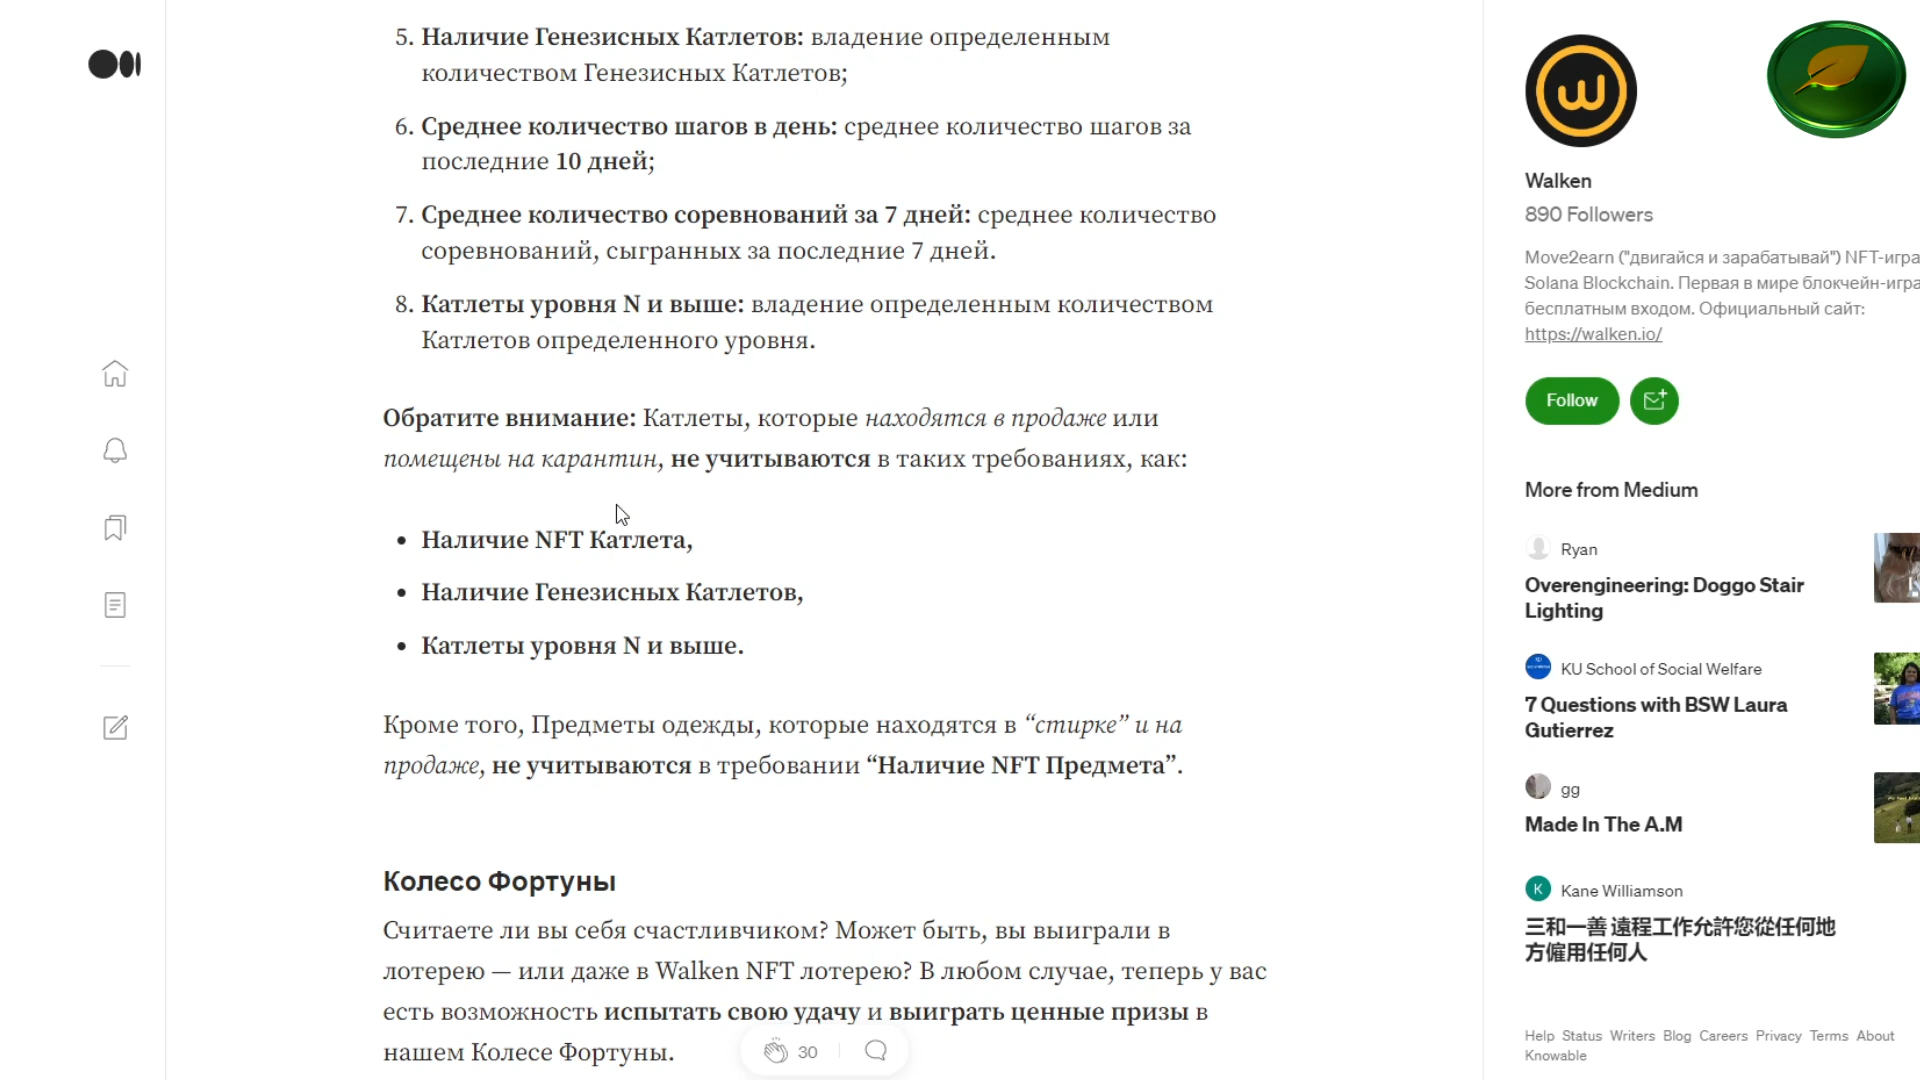 5. Наличие Генезисных Катлетов: владение определенным
количеством Генезисных Катлетов;
6. Среднее количество шагов в день: среднее количество шагов за
последние 10 дней;
7. Среднее количество соревнований за 7 дней: среднее количество
соревнований, сыгранных за последние 7 дней.
8. Катлеты уровня N и выше: владение определенным количеством
Катлетов определенного уровня.
Обратите внимание: Катлеты, которые находятся в продаже или
помещены на карантин, не учитываются в таких требованиях, как:
• Наличие NFT Катлета,
• Наличие Генезисных Катлетов,
• Катлеты уровня N и выше.
Кроме того, Предметы одежды, которые находятся в “стирке” и на
продаже, не учитываются в требовании “Наличие NFT Предмета”.
Колесо Фортуны
Считаете ли вы себя счастливчиком? Может быть, вы выиграли в
лотерею — или даже в Walken NFT лотерею? В любом случае, теперь у вас
есть возможность испытать свою удачу и выиграть ценные призы в
нашем Колесе Фортуны.
30
Walken
890 Followers
Move2earn ("двигайся и зарабатывай") NFT-игра
Solana Blockchain. Первая в мире блокчейн-игра
бесплатным входом. Официальный сайт:
https://walken.io/
Follow
More from Medium
Ryan
Overengineering: Doggo Stair
Lighting
KU School of Social Welfare
7 Questions with BSW Laura
Gutierrez
gg
Made In The A.M
K Kane Williamson
三和一善 遠程工作允許您從任何地
方僱用任何人
Help Status Writers Blog Careers Privacy Terms About
Knowable